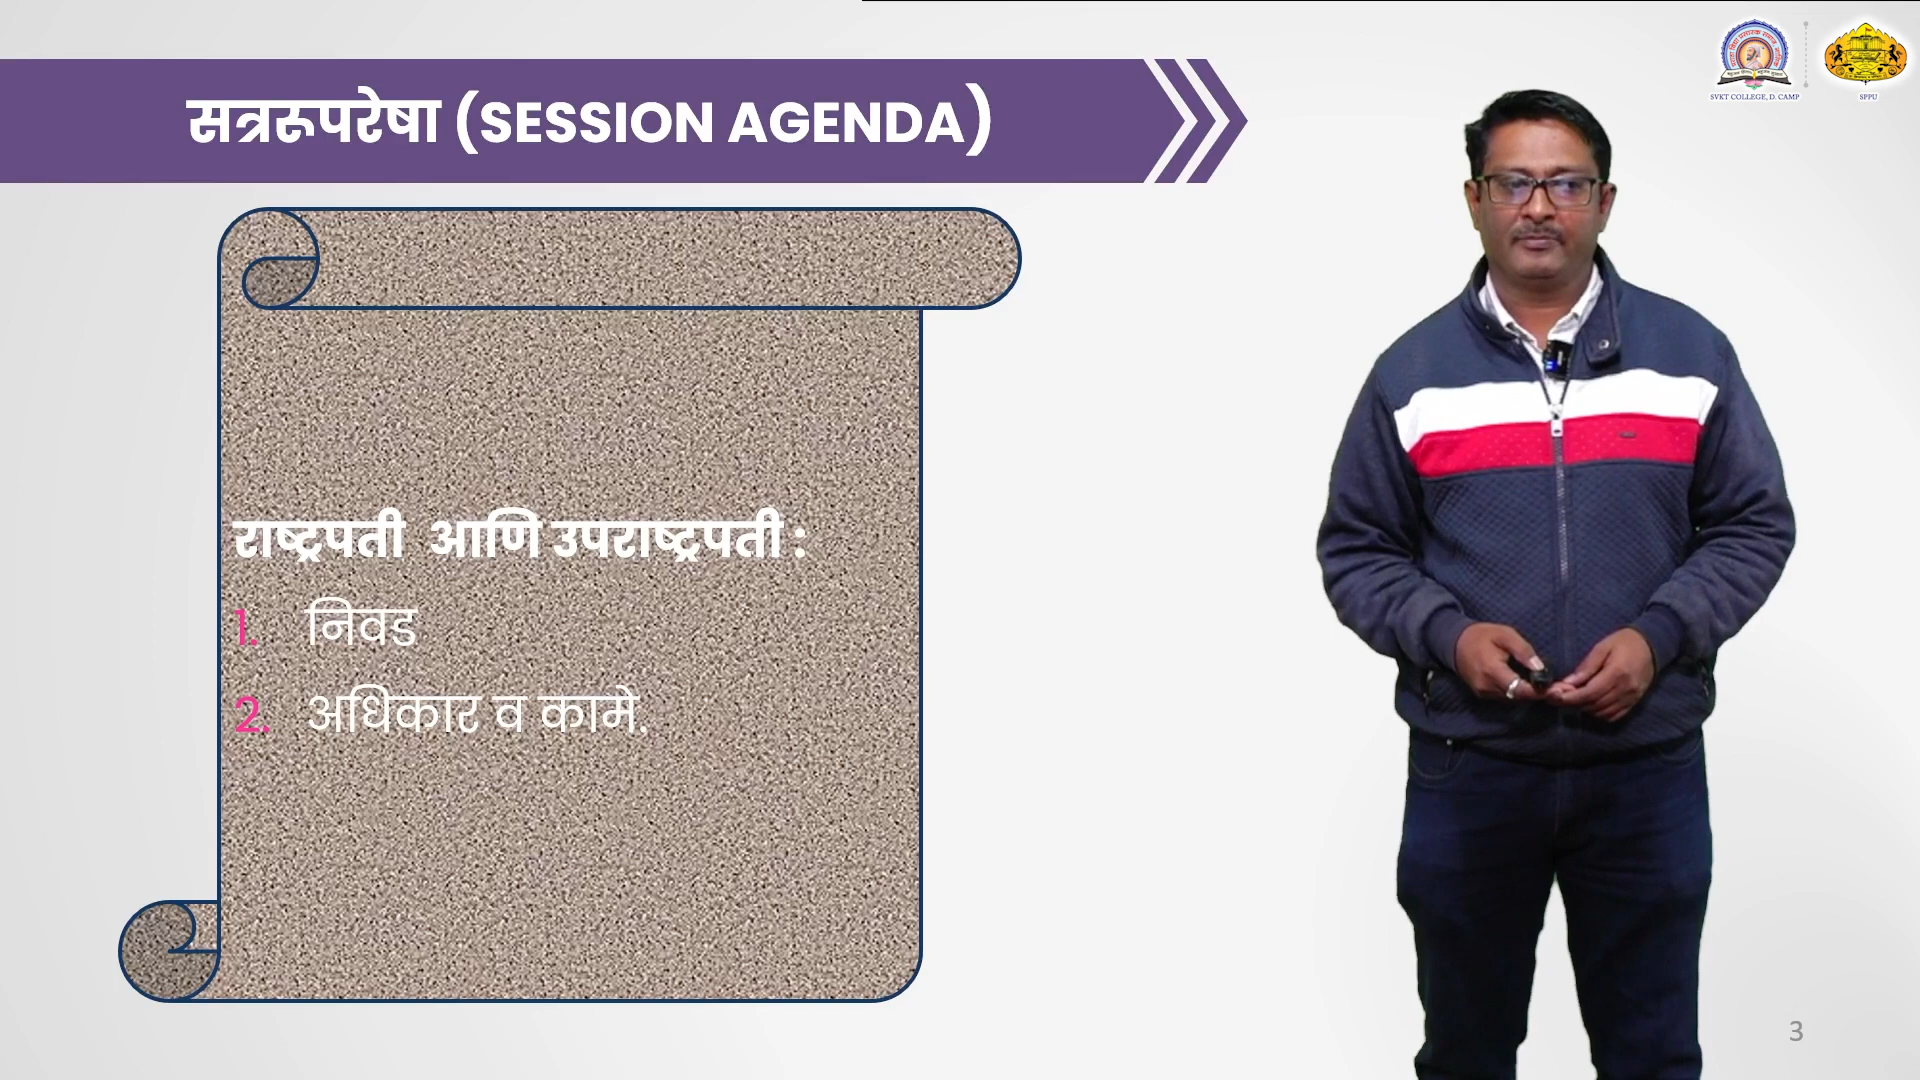 सत्ररूपरेषा (SESSION AGENDA)
SVKT COLLEGE, D. CAMP
SPPU
राष्ट्रपती आणि उपराष्ट्रपती :
1. निवड
2. अधिकार व कामे.
3